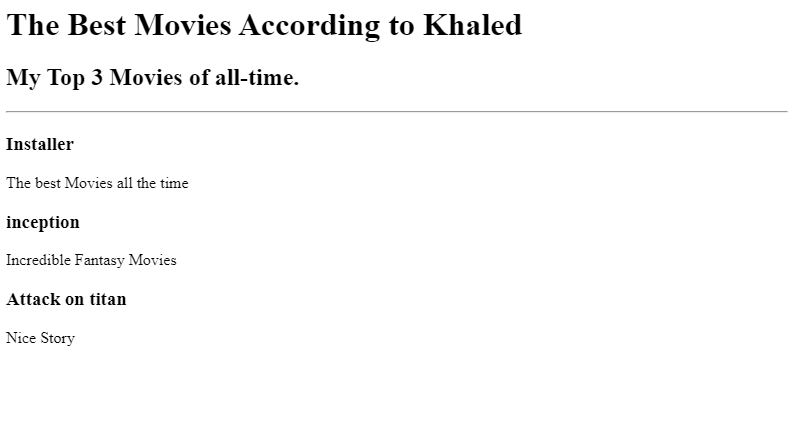 The Best Movies According to Khaled
My Top 3 Movies of all-time.
Installer
The best Movies all the time
inception
Incredible Fantasy Movies
Attack on titan
Nice Story